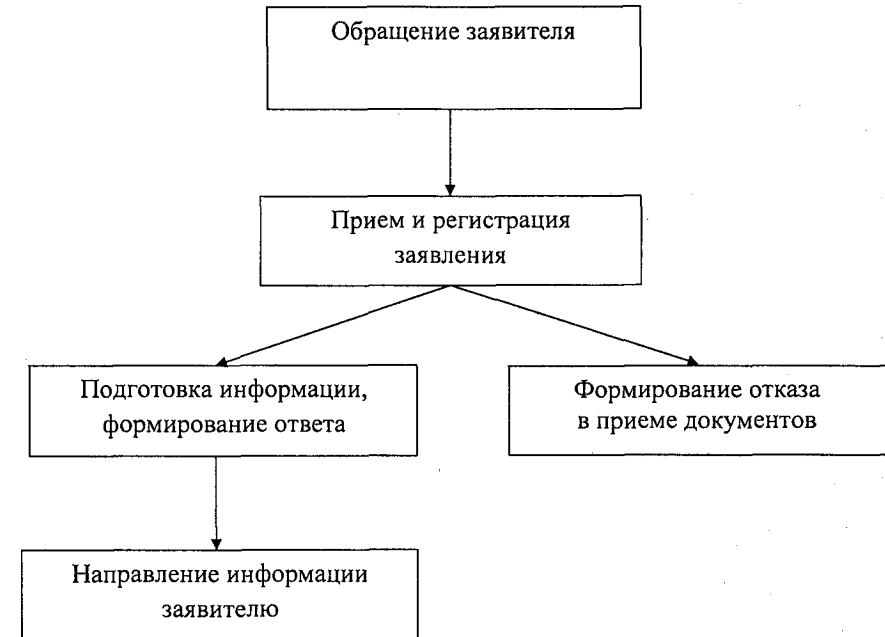 Обращение заявителя
Прием и регистрация
заявления
Подготовка информации,
формирование ответа
Формирование отказа
в приеме документов
Направление информации
заявителю